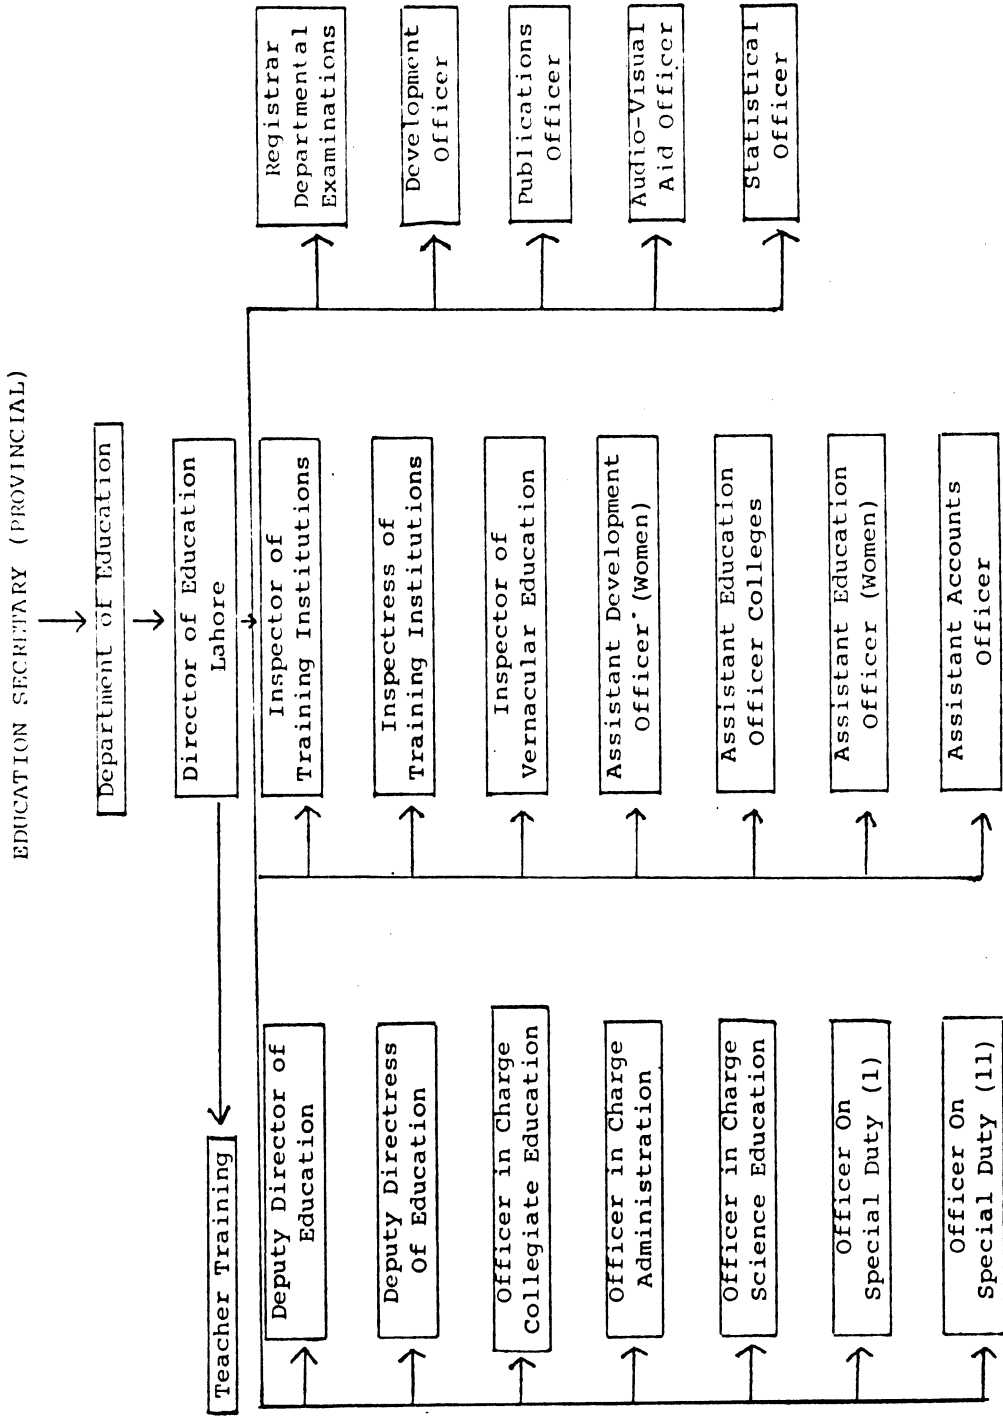 EDUCATION SECRETARY (PROVINCIAL)
Department of Education
Director of Education
Lahore
Teacher Training
Deputy Director of
Education
Deputy Directress
Of Education
Officer in Charge
Collegiate Education
Officer in Charge
Administration
Officer in Charge
Science Education
Officer On
Special Duty (1)
Officer On
Special Duty (11)
Inspector of
Training Institutions
Inspectress of
Training Institutions
Inspector of
Vernacular Education
Assistant Development
Officer (Women)
Assistant Education
Officer Colleges
Assistant Education
Officer (Women)
Assistant Accounts
Officer
Registrar
Departmental
Examinations
Development
Officer
Publications
Officer
Audio-Visual
Aid Officer
Statistical
Officer